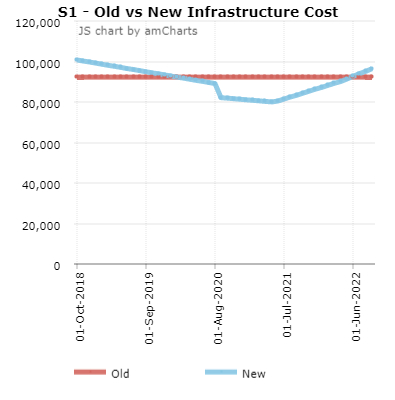 S1 - Old vs New Infrastructure Cost
JS chart by amCharts
120,000
100,000
80,000
60,000
40,000
20,000
0
01-Oct-2018
01-Sep-2019
01-Aug-2020
01-Jul-2021
01-Jun-2022
Old
New